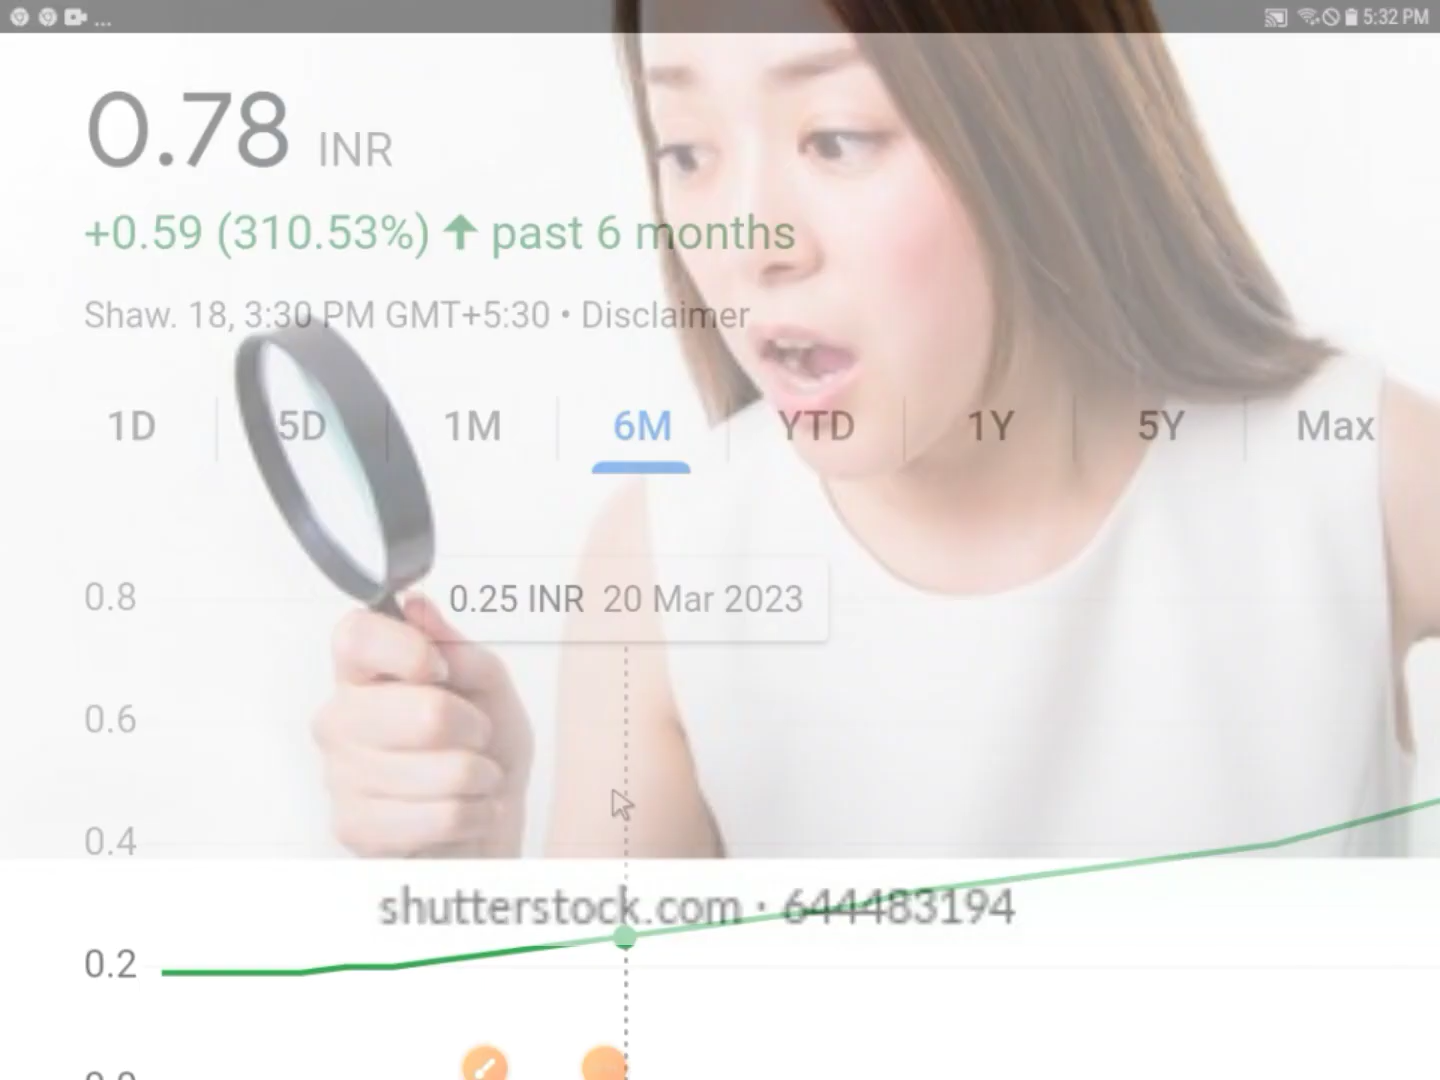 ... 5:32 PM
0.78 INR
+0.59 (310.53%) past 6 months
Shaw. 18, 3:30 PM GMT+5:30 • Disclaimer
1D 5D 1M 6M YTD 1Y 5Y Max
0.25 INR 20 Mar 2023
0.8
0.6
0.4
shutterstock.com · 644483194
0.2